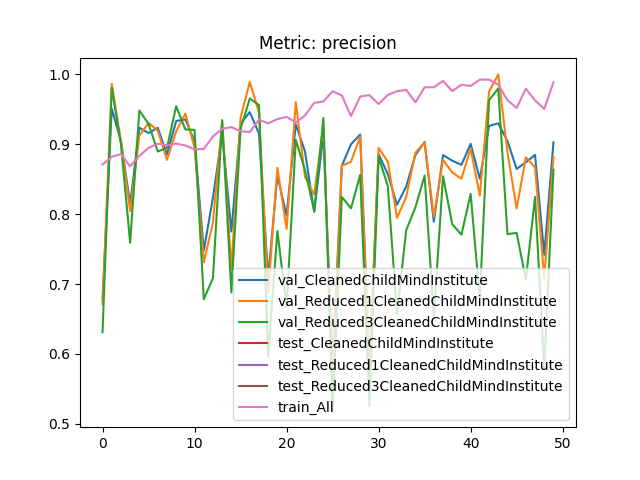 Metric: precision
1.0
0.9
0.8
0.7
0.6
0.5
val_CleanedChildMindInstitute
val_Reduced1CleanedChildMindInstitute
val_Reduced3CleanedChildMindInstitute
test_CleanedChildMindInstitute
test_Reduced1CleanedChildMindInstitute
test_Reduced3CleanedChildMindInstitute
train_All
0 10 20 30 40 50